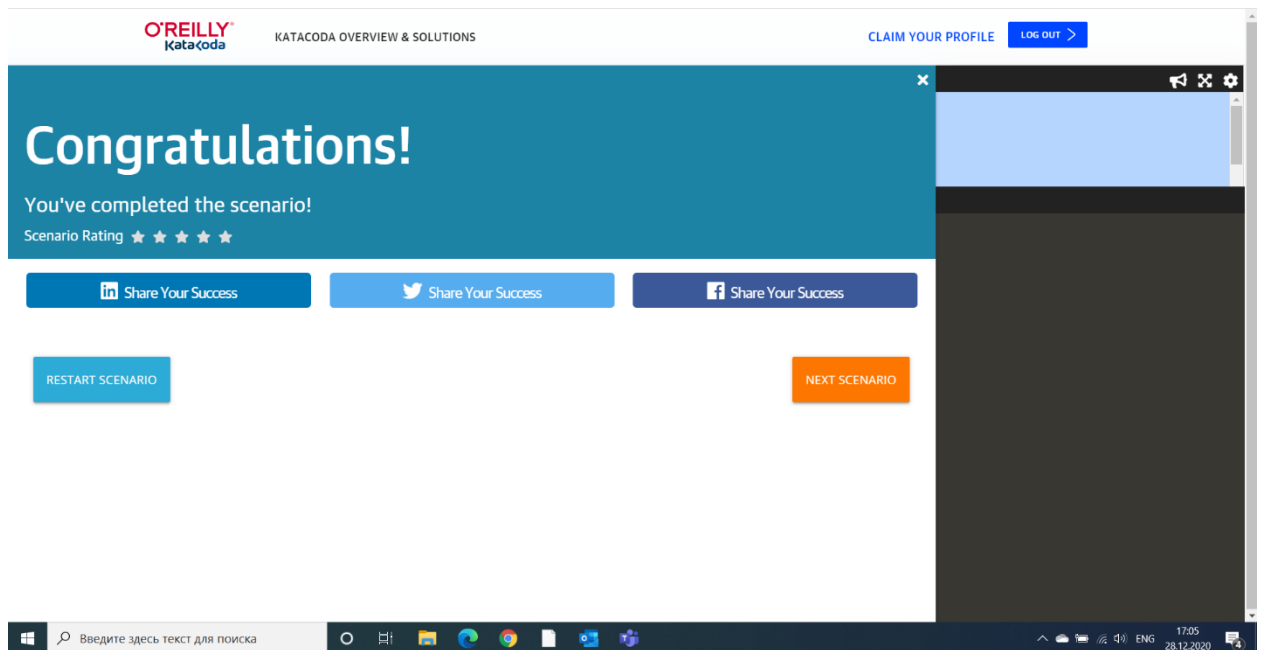 O'REILLY®
Katacoda
KATACODA OVERVIEW & SOLUTIONS
CLAIM YOUR PROFILE
LOG OUT
Congratulations!
You've completed the scenario!
Scenario Rating
in Share Your Success
Share Your Success
f Share Your Success
RESTART SCENARIO
NEXT SCENARIO
Введите здесь текст для поиска
ENG
17:05
28.12.2020
4